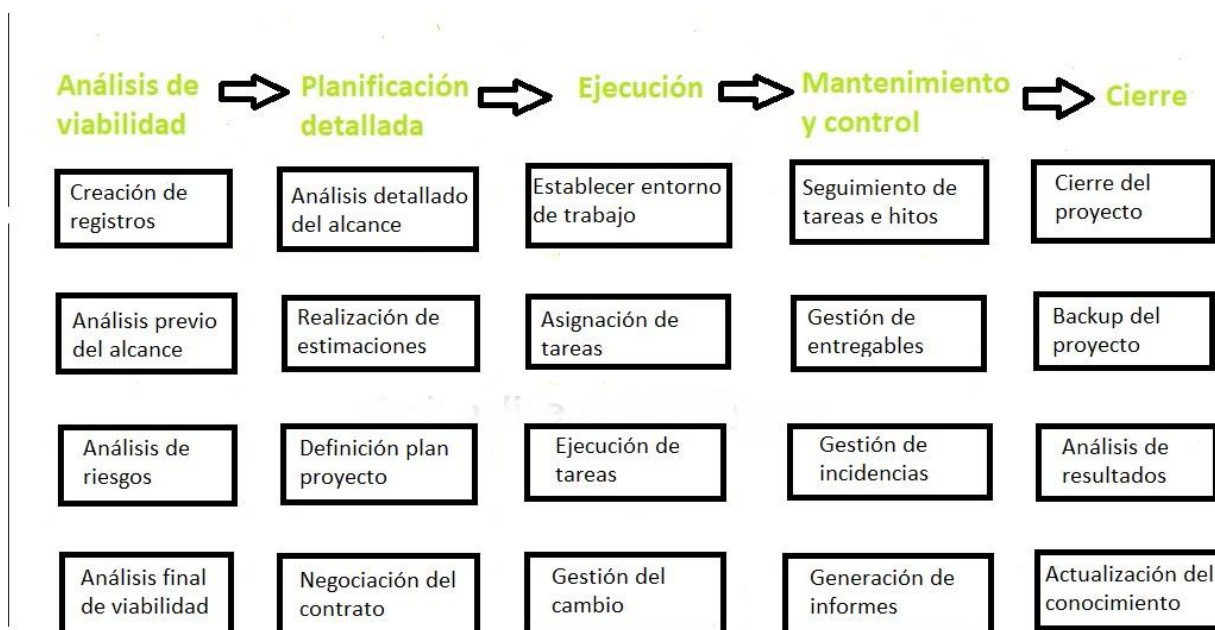 Análisis de
viabilidad
Planificación
detallada
Ejecución
Mantenimiento
y control
Cierre
Creación de
registros
Análisis detallado
del alcance
Establecer entorno
de trabajo
Seguimiento de
tareas e hitos
Cierre del
proyecto
Análisis previo
del alcance
Realización de
estimaciones
Asignación de
tareas
Gestión de
entregables
Backup del
proyecto
Análisis de
riesgos
Definición plan
proyecto
Ejecución de
tareas
Gestión de
incidencias
Análisis de
resultados
Análisis final
de viabilidad
Negociación del
contrato
Gestión del
cambio
Generación de
informes
Actualización del
conocimiento